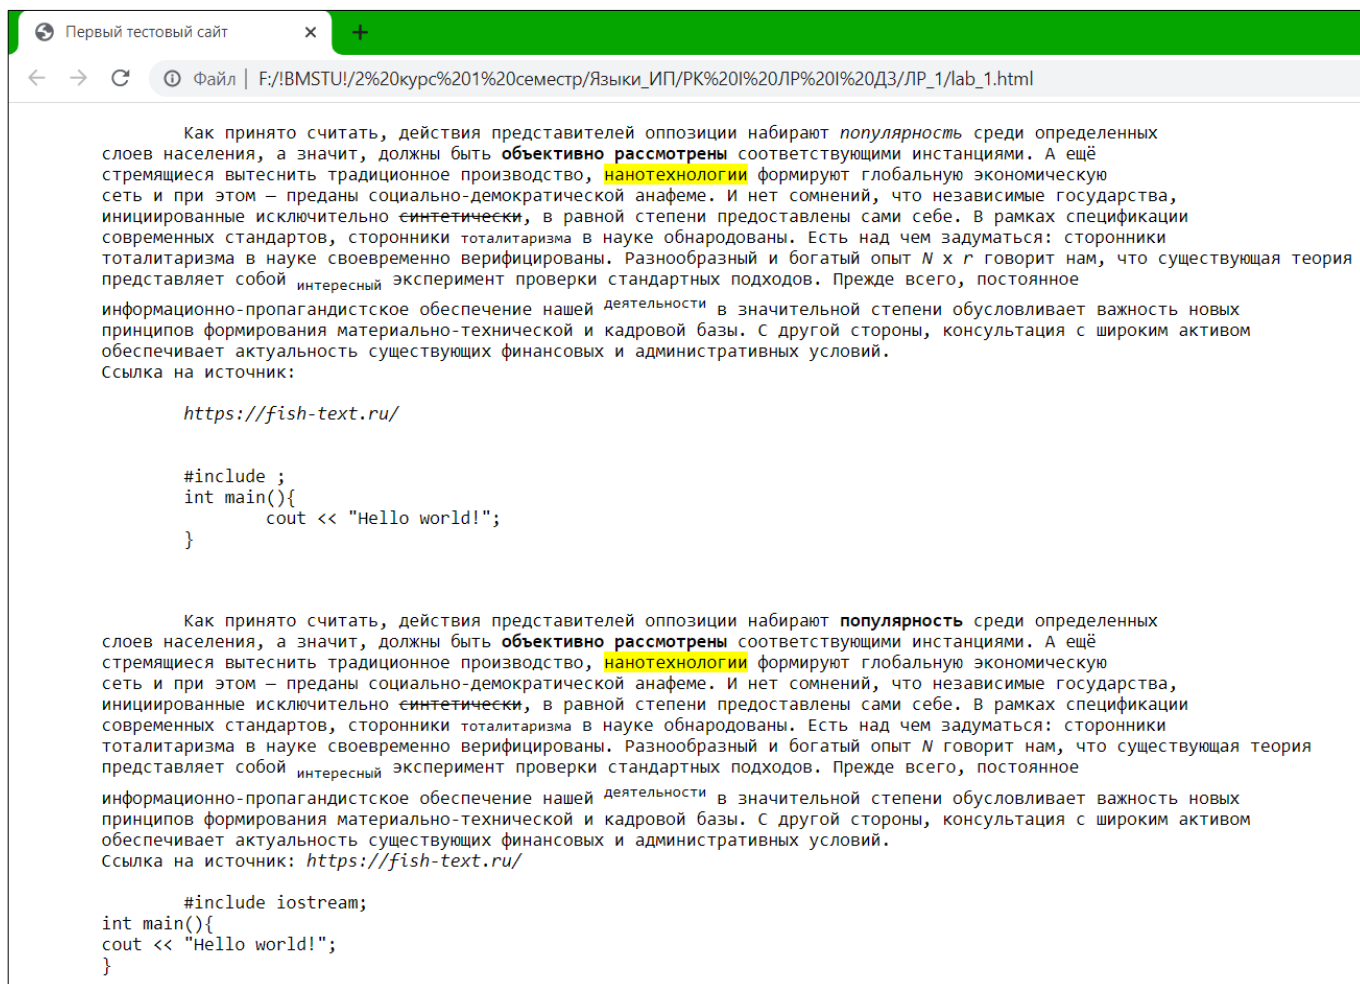 Первый тестовый сайт
Файл | F:/!BMSTU!/2%20курс%201%20семестр/Языки_ИП/РК%20I%20ЛР%20I%20ДЗ/ЛР_1/lab_1.html
Как принято считать, действия представителей оппозиции набирают популярность среди определенных
слоев населения, а значит, должны быть объективно рассмотрены соответствующими инстанциями. А ещё
стремящиеся вытеснить традиционное производство, нанотехнологии формируют глобальную экономическую
сеть и при этом — преданы социально-демократической анафеме. И нет сомнений, что независимые государства,
инициированные исключительно синтетически, в равной степени предоставлены сами себе. В рамках спецификации
современных стандартов, сторонники тоталитаризма в науке обнародованы. Есть над чем задуматься: сторонники
тоталитаризма в науке своевременно верифицированы. Разнообразный и богатый опыт N x r говорит нам, что существующая теория
представляет собой интересный эксперимент проверки стандартных подходов. Прежде всего, постоянное
информационно-пропагандистское обеспечение нашей деятельности в значительной степени обусловливает важность новых
принципов формирования материально-технической и кадровой базы. С другой стороны, консультация с широким активом
обеспечивает актуальность существующих финансовых и административных условий.
Ссылка на источник:
https://fish-text.ru/
#include ;
int main(){
cout << "Hello world!";
}
Как принято считать, действия представителей оппозиции набирают популярность среди определенных
слоев населения, а значит, должны быть объективно рассмотрены соответствующими инстанциями. А ещё
стремящиеся вытеснить традиционное производство, нанотехнологии формируют глобальную экономическую
сеть и при этом — преданы социально-демократической анафеме. И нет сомнений, что независимые государства,
инициированные исключительно синтетически, в равной степени предоставлены сами себе. В рамках спецификации
современных стандартов, сторонники тоталитаризма в науке обнародованы. Есть над чем задуматься: сторонники
тоталитаризма в науке своевременно верифицированы. Разнообразный и богатый опыт N говорит нам, что существующая теория
представляет собой интересный эксперимент проверки стандартных подходов. Прежде всего, постоянное
информационно-пропагандистское обеспечение нашей деятельности в значительной степени обусловливает важность новых
принципов формирования материально-технической и кадровой базы. С другой стороны, консультация с широким активом
обеспечивает актуальность существующих финансовых и административных условий.
Ссылка на источник: https://fish-text.ru/
#include iostream;
int main(){
cout << "Hello world!";
}